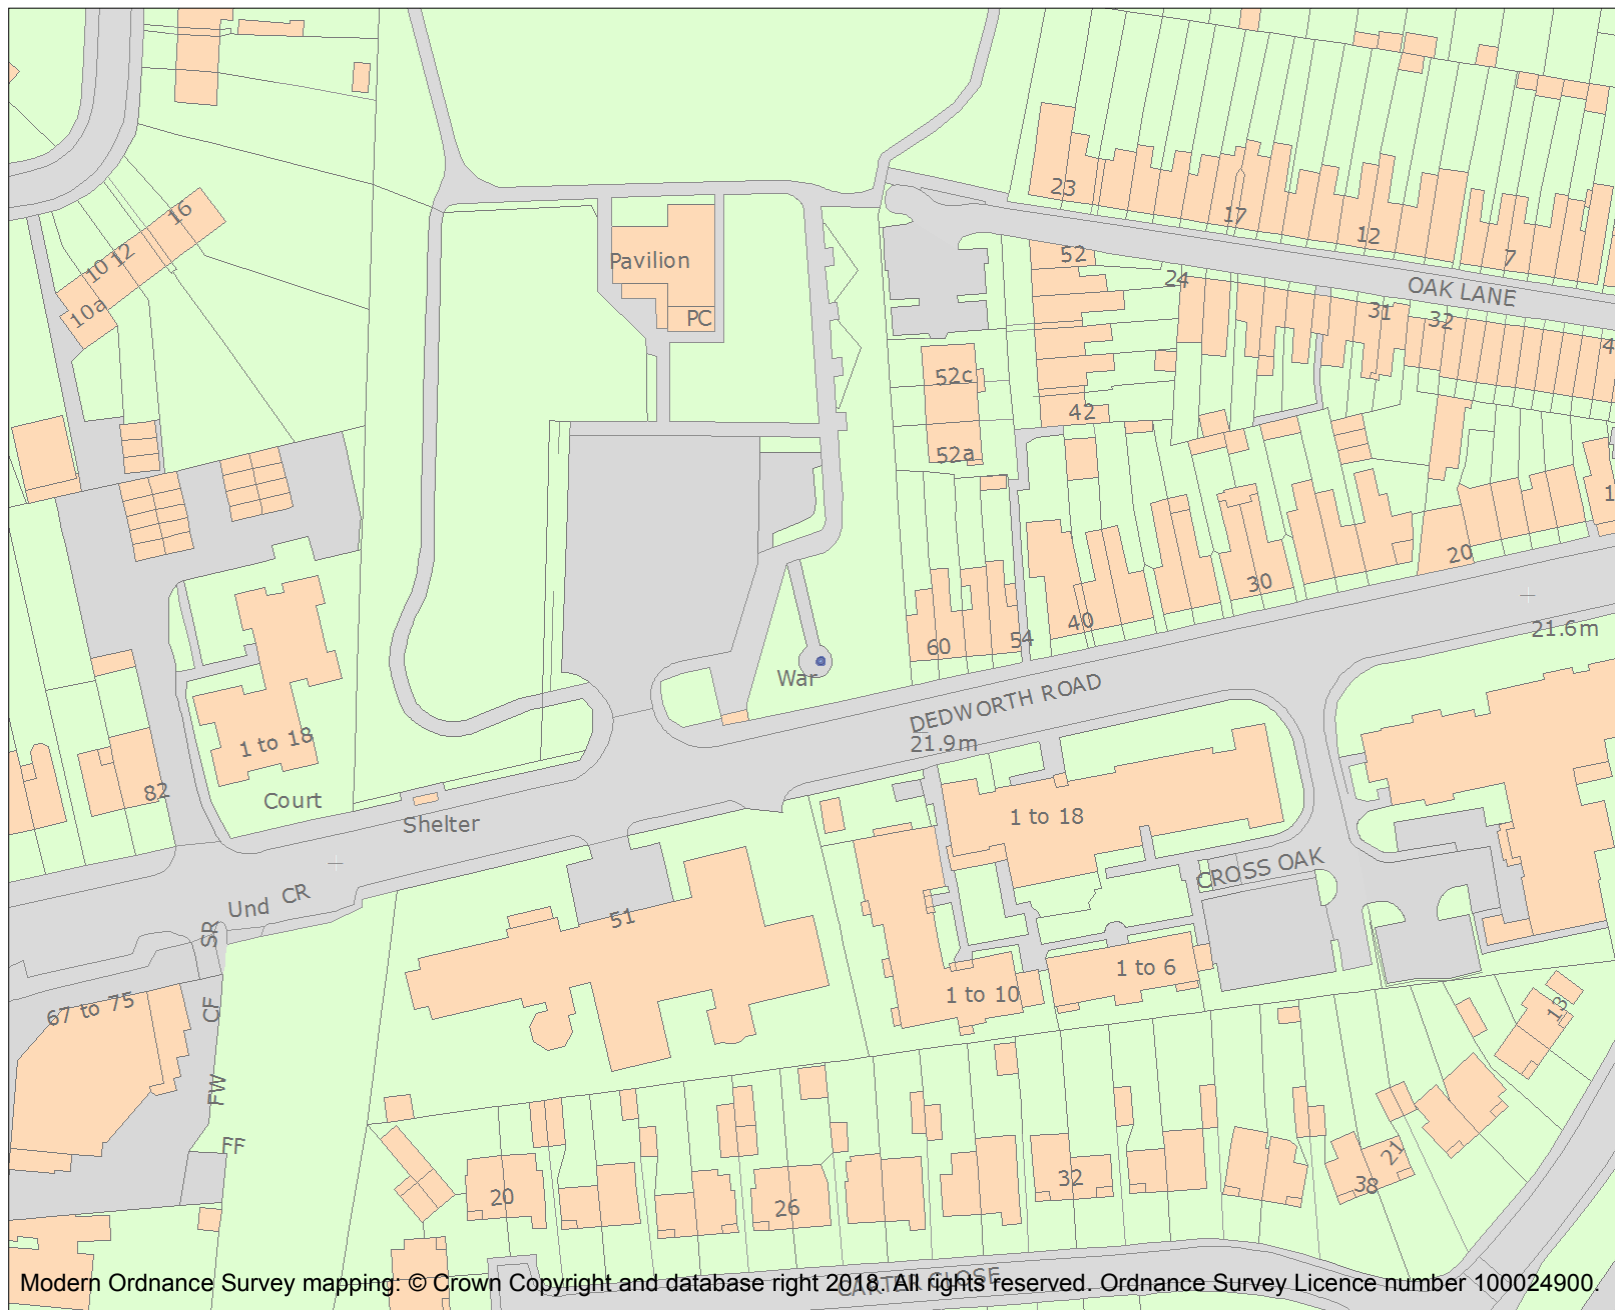 16
23
17
12
7
10 12
52
Pavilion
24
OAK LANE
10a
PC
31
32
4
52c
42
52a
1
20
30
40
60
54
21.6m
War
DEDWORTH ROAD
21.9m
1 to 18
82
Court
Shelter
1 to 18
CROSS OAK
Und
CR
51
SR
1 to 6
1 to 10
67 to 75
CF
13
FW
FF
21
20
32
38
26
CARTER CLOSE
Modern Ordnance Survey mapping: © Crown Copyright and database right 2018. All rights reserved. Ordnance Survey Licence number 100024900.